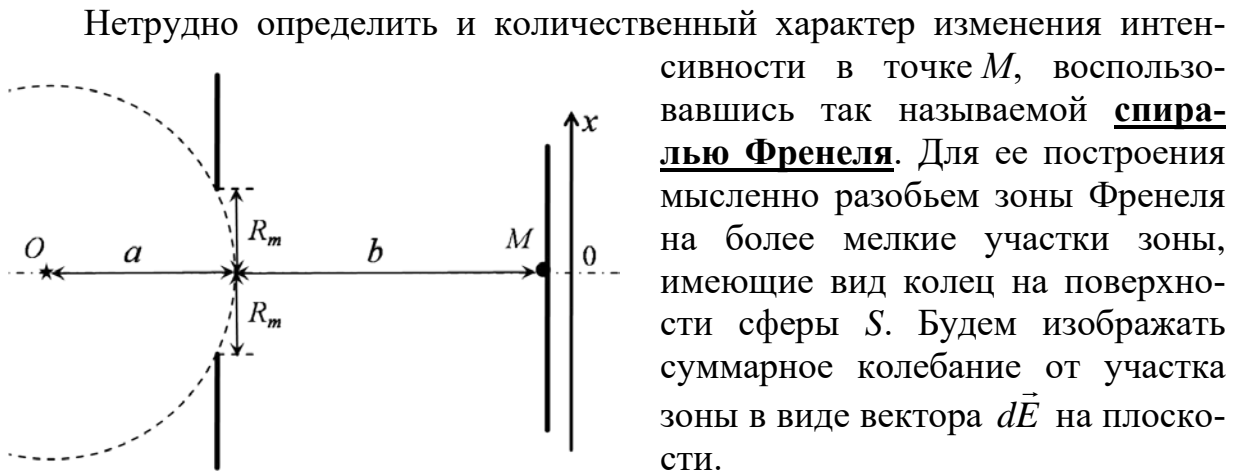 Нетрудно определить и количественный характер изменения интен-
сивности в точке M, воспользо-
вавшись так называемой спира-
лью Френеля. Для ее построения
мысленно разобьем зоны Френеля
на более мелкие участки зоны,
имеющие вид колец на поверхно-
сти сферы S. Будем изображать
суммарное колебание от участка
зоны в виде вектора dE⃗ на плоско-
сти.
x
O
a
Rₘ
b
M
0
Rₘ